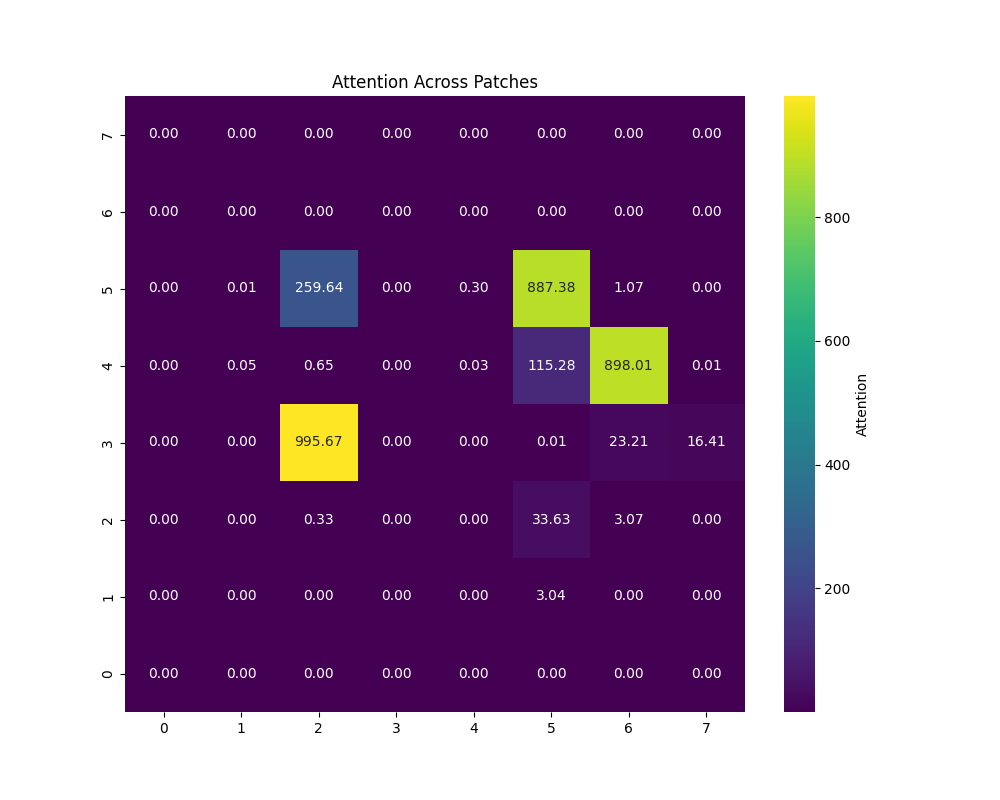 Attention Across Patches
7 0.00 0.00 0.00 0.00 0.00 0.00 0.00 0.00
6 0.00 0.00 0.00 0.00 0.00 0.00 0.00 0.00
5 0.00 0.01 259.64 0.00 0.30 887.38 1.07 0.00
4 0.00 0.05 0.65 0.00 0.03 115.28 898.01 0.01
3 0.00 0.00 995.67 0.00 0.00 0.01 23.21 16.41
2 0.00 0.00 0.33 0.00 0.00 33.63 3.07 0.00
1 0.00 0.00 0.00 0.00 0.00 3.04 0.00 0.00
0 0.00 0.00 0.00 0.00 0.00 0.00 0.00 0.00
0 1 2 3 4 5 6 7
800
600
400
200
Attention